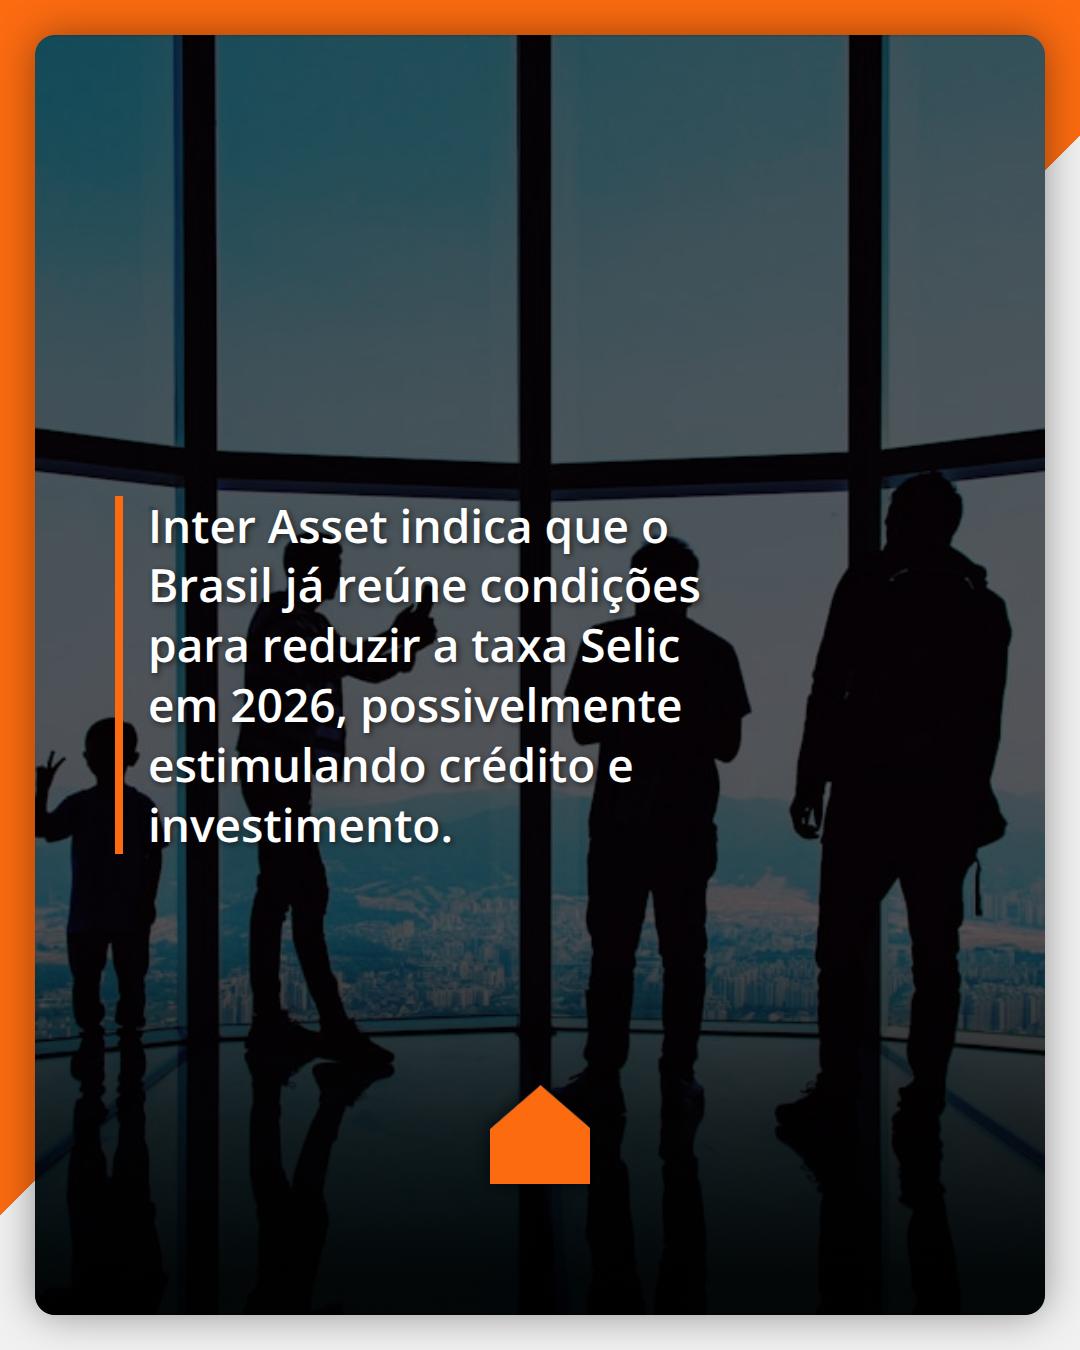 Inter Asset indica que o
Brasil já reúne condições
para reduzir a taxa Selic
em 2026, possivelmente
estimulando crédito e
investimento.